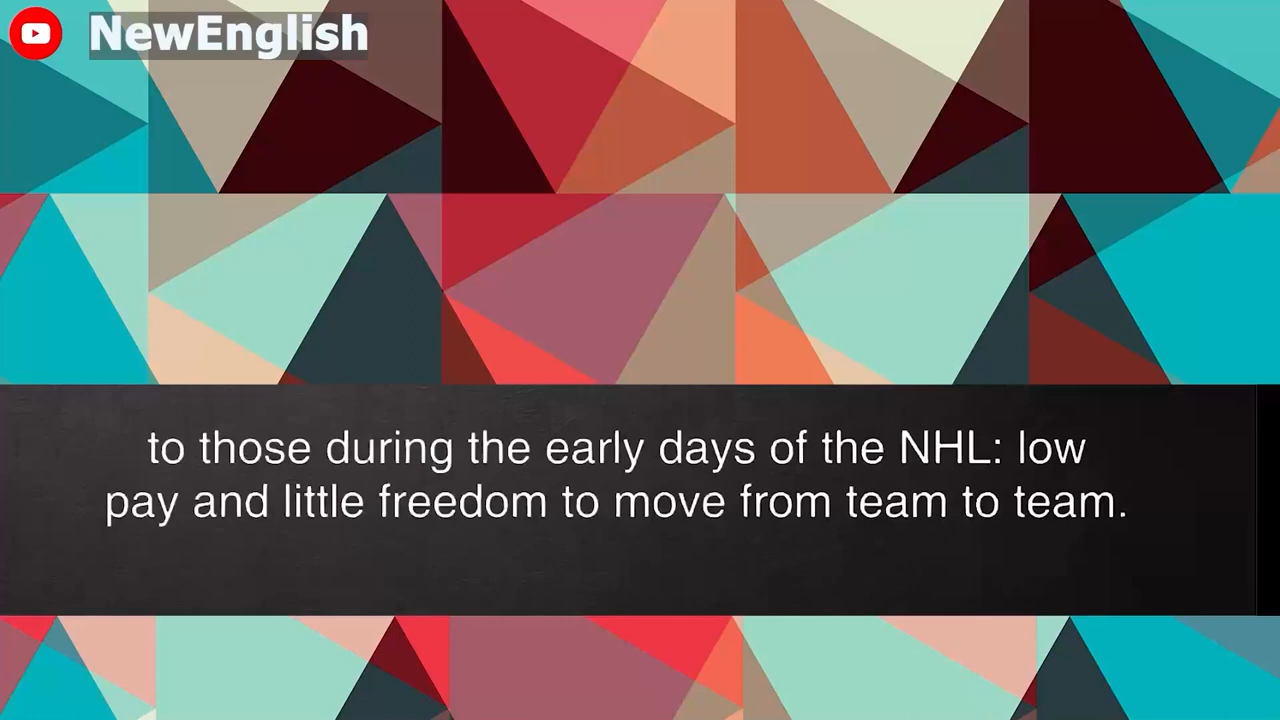 NewEnglish
to those during the early days of the NHL: low
pay and little freedom to move from team to team.